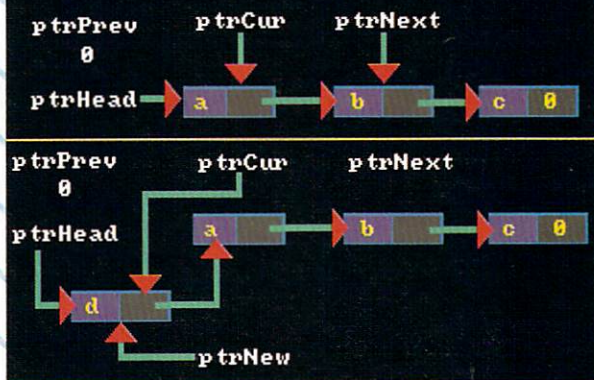 ptrPrev ptrCur ptrNext
0
ptrHead a b c 0
ptrPrev ptrCur ptrNext
0
ptrHead a b c 0
d
ptrNew